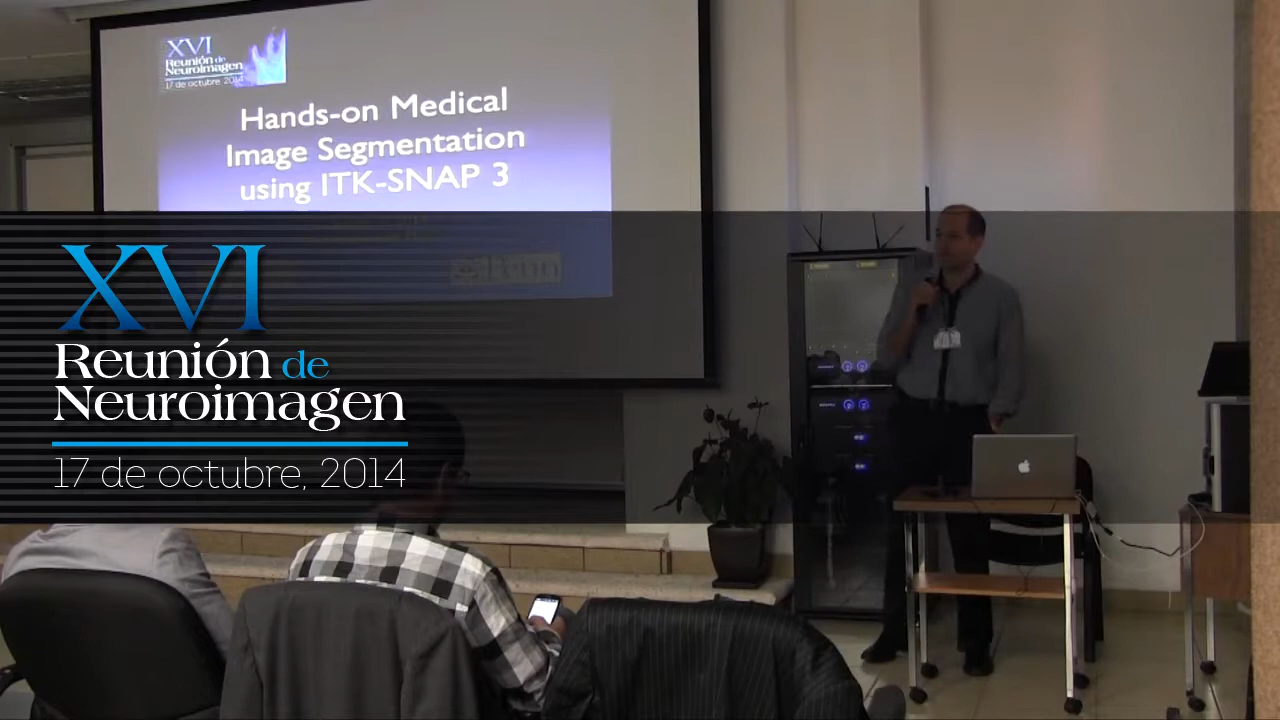 XVI
Reunión de
Neuroimagen
17 de octubre, 2014
Hands-on Medical
Image Segmentation
using ITK-SNAP 3
Penn
XVI
Reunión de
Neuroimagen
17 de octubre, 2014